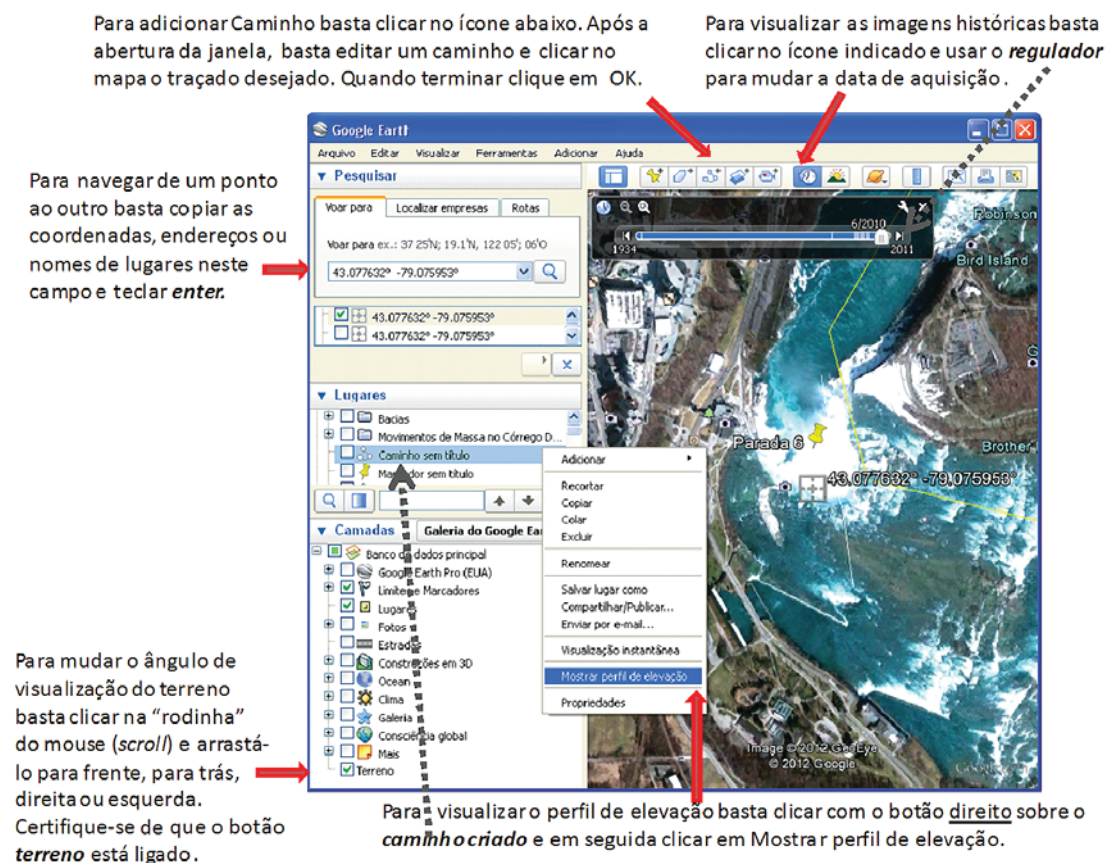 Para adicionar Caminho basta clicar no ícone abaixo. Após a
abertura da janela, basta editar um caminho e clicar no
mapa o traçado desejado. Quando terminar clique em OK.
Para visualizar as imagens históricas basta
clicar no ícone indicado e usar o regulador
para mudar a data de aquisição.
Para navegar de um ponto
ao outro basta copiar as
coordenadas, endereços ou
nomes de lugares neste
campo e teclar enter.
Google Earth
Arquivo Editar Visualizar Ferramentas Adicionar Ajuda
Pesquisar
Voar para Localizar empresas Rotas
Voar para ex.: 37 25'N; 19.1'N, 122 05'; 06'O
43.077632° -79.075953°
43.077632° -79.075953°
43.077632° -79.075953°
Lugares
Bacias
Movimentos de Massa no Córrego D...
Caminho sem título
Marcador sem título
Camadas Galeria do Google Ear
Banco de dados principal
Google Earth Pro (EUA)
Limite e Marcadores
Lugares
Fotos
Estradas
Construções em 3D
Ocean
Clima
Galeria
Consciência global
Mais
Terreno
6/2010
1934 2011
Robinson
Bird Island
G
Parada 6
Brother
43.077632° -79.075953°
Image © 2012 GeoEye
© 2012 Google
Google
Adicionar
Recortar
Copiar
Colar
Excluir
Renomear
Salvar lugar como
Compartilhar/Publicar...
Enviar por e-mail...
Visualização instantânea
Mostrar perfil de elevação
Propriedades
Para mudar o ângulo de
visualização do terreno
basta clicar na “rodinha”
do mouse (scroll) e arrastá-
lo para frente, para trás,
direita ou esquerda.
Certifique-se de que o botão
terreno está ligado.
Para visualizar o perfil de elevação basta clicar com o botão direito sobre o
caminho criado e em seguida clicar em Mostrar perfil de elevação.